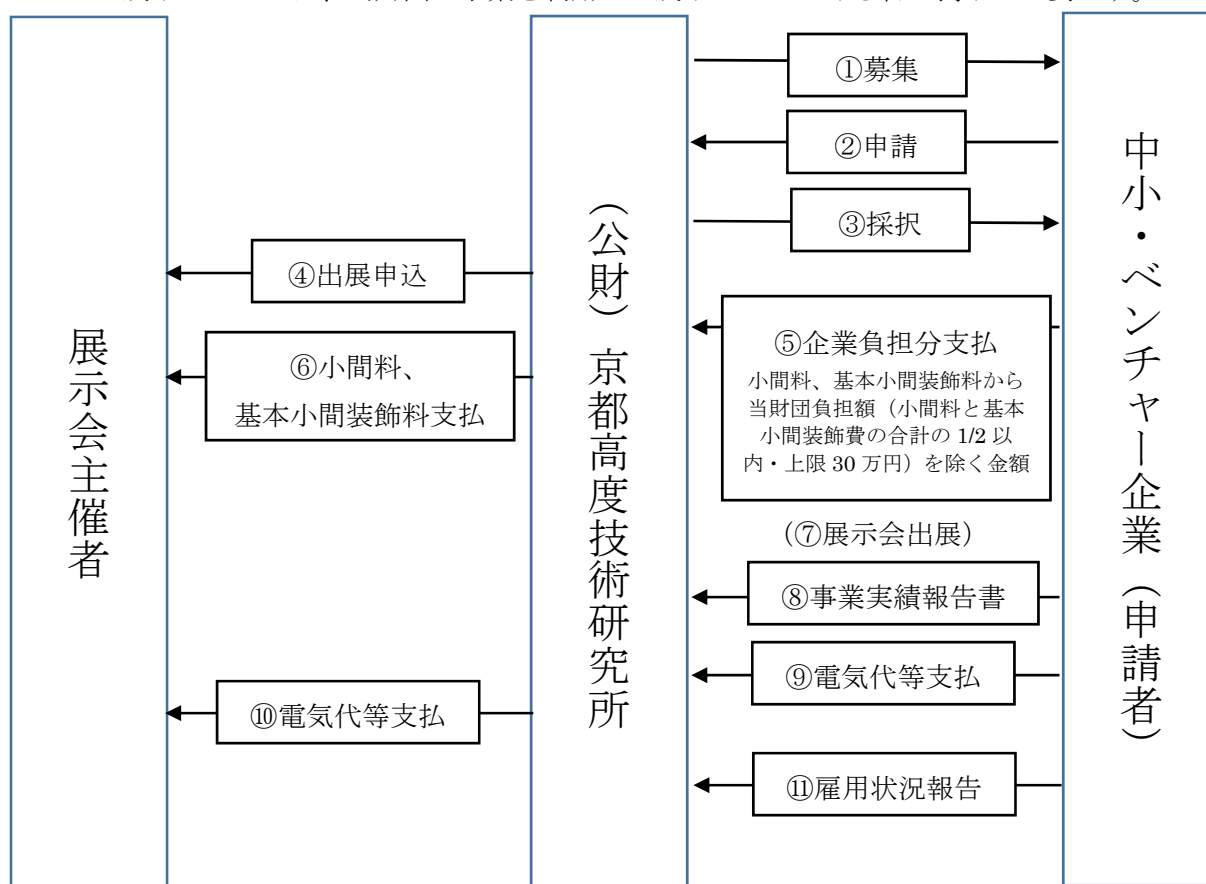 ①募集
②申請
③採択
④出展申込
⑤企業負担分支払
小間料、基本小間装飾料から
当財団負担額（小間料と基本
小間装飾費の合計の 1/2 以
内・上限 30 万円）を除く金額
⑥小間料、
基本小間装飾料支払
(⑦展示会出展)
⑧事業実績報告書
⑨電気代等支払
⑩電気代等支払
⑪雇用状況報告
展示会主催者
（公財）京都高度技術研究所
中小・ベンチャー企業（申請者）